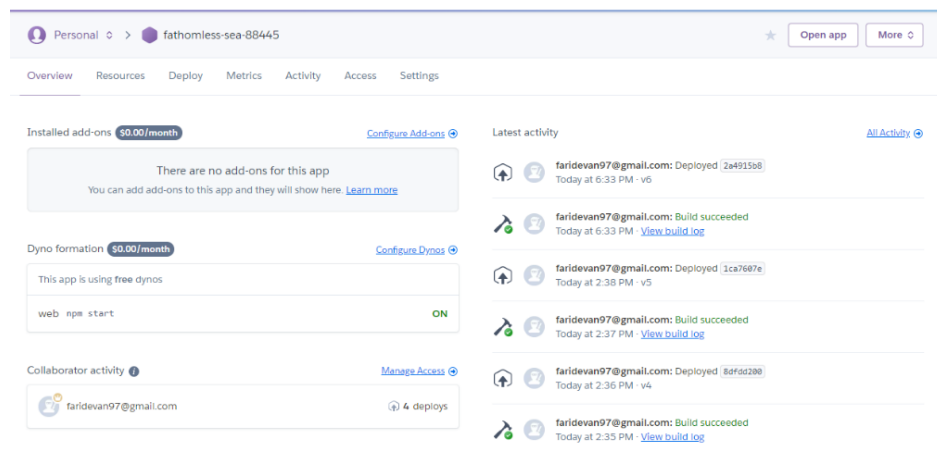 Personal > fathomless-sea-88445
Open app
More
Overview Resources Deploy Metrics Activity Access Settings
Installed add-ons $0.00/month
Configure Add-ons
There are no add-ons for this app
You can add add-ons to this app and they will show here. Learn more
Dyno formation $0.00/month
Configure Dynos
This app is using free dynos
web npm start ON
Collaborator activity
Manage Access
faridevan97@gmail.com 4 deploys
Latest activity
All Activity
faridevan97@gmail.com: Deployed 2a4915b8
Today at 6:33 PM · v6
faridevan97@gmail.com: Build succeeded
Today at 6:33 PM · View build log
faridevan97@gmail.com: Deployed 1ca7607e
Today at 2:38 PM · v5
faridevan97@gmail.com: Build succeeded
Today at 2:37 PM · View build log
faridevan97@gmail.com: Deployed 8dfdd200
Today at 2:36 PM · v4
faridevan97@gmail.com: Build succeeded
Today at 2:35 PM · View build log